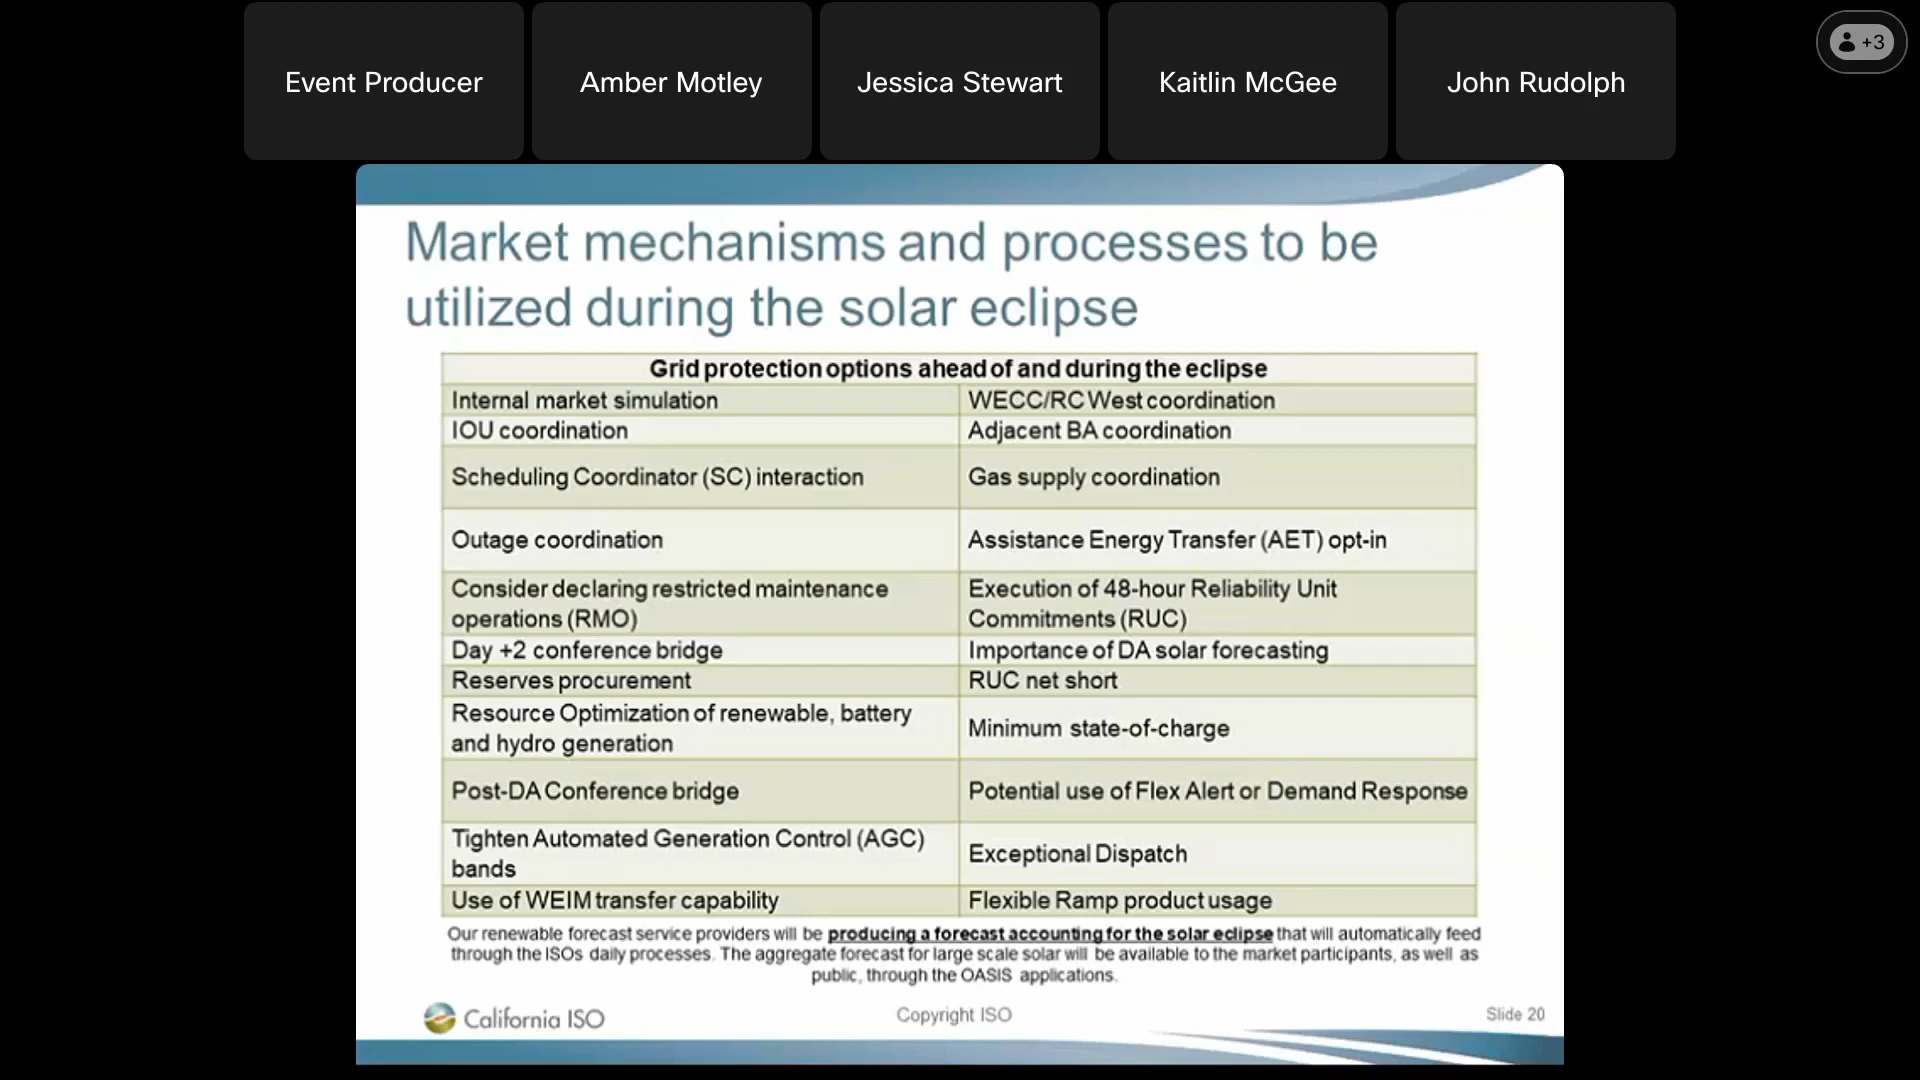 Event Producer
Amber Motley
Jessica Stewart
Kaitlin McGee
John Rudolph
+3
Market mechanisms and processes to be
utilized during the solar eclipse
Grid protection options ahead of and during the eclipse
Internal market simulation
WECC/RC West coordination
IOU coordination
Adjacent BA coordination
Scheduling Coordinator (SC) interaction
Gas supply coordination
Outage coordination
Assistance Energy Transfer (AET) opt-in
Consider declaring restricted maintenance
operations (RMO)
Execution of 48-hour Reliability Unit
Commitments (RUC)
Day +2 conference bridge
Importance of DA solar forecasting
Reserves procurement
RUC net short
Resource Optimization of renewable, battery
and hydro generation
Minimum state-of-charge
Post-DA Conference bridge
Potential use of Flex Alert or Demand Response
Tighten Automated Generation Control (AGC)
bands
Exceptional Dispatch
Use of WEIM transfer capability
Flexible Ramp product usage
Our renewable forecast service providers will be producing a forecast accounting for the solar eclipse that will automatically feed
through the ISOs daily processes. The aggregate forecast for large scale solar will be available to the market participants, as well as
public, through the OASIS applications.
California ISO
Copyright ISO
Slide 20